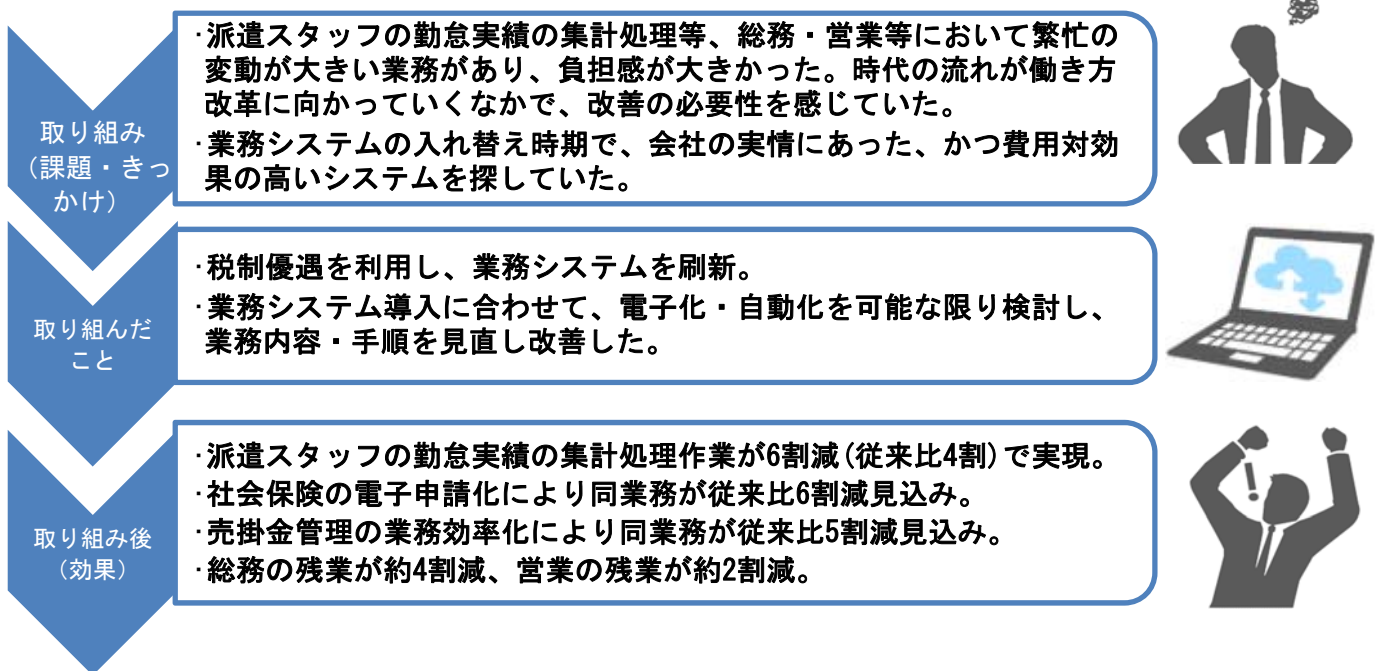 取り組み
(課題・きっ
かけ)
·派遣スタッフの勤怠実績の集計処理等、総務・営業等において繁忙の
変動が大きい業務があり、負担感が大きかった。時代の流れが働き方
改革に向かっていくなかで、改善の必要性を感じていた。
·業務システムの入れ替え時期で、会社の実情にあった、かつ費用対効
果の高いシステムを探していた。
取り組んだ
こと
·税制優遇を利用し、業務システムを刷新。
·業務システム導入に合わせて、電子化・自動化を可能な限り検討し、
業務内容・手順を見直し改善した。
取り組み後
(効果)
·派遣スタッフの勤怠実績の集計処理作業が6割減(従来比4割)で実現。
·社会保険の電子申請化により同業務が従来比6割減見込み。
·売掛金管理の業務効率化により同業務が従来比5割減見込み。
·総務の残業が約4割減、営業の残業が約2割減。